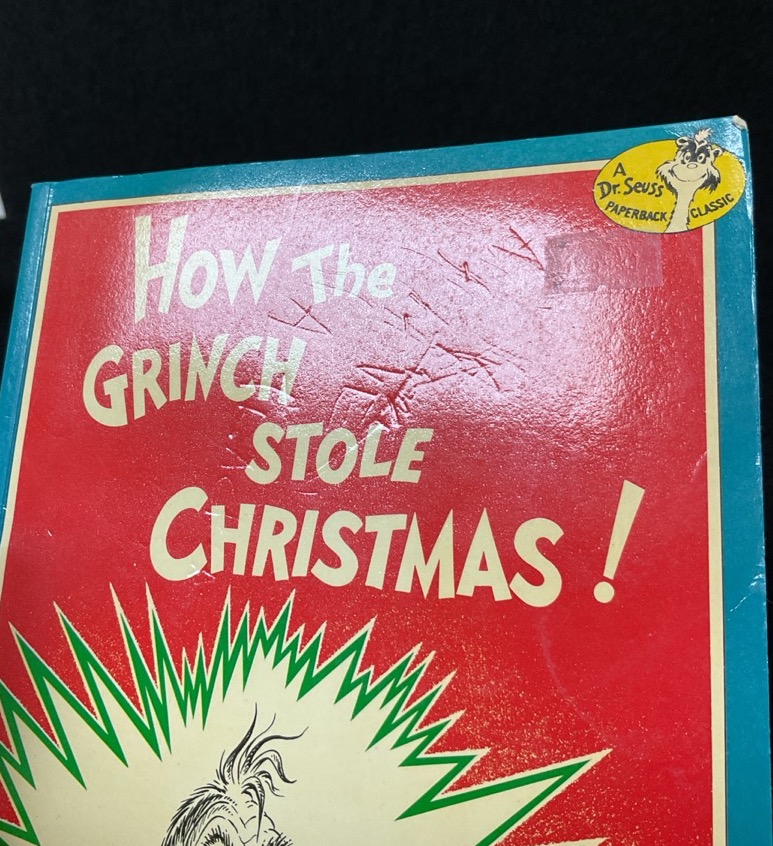 A
Dr. Seuss
PAPERBACK CLASSIC
How The
GRINCH
STOLE
CHRISTMAS!